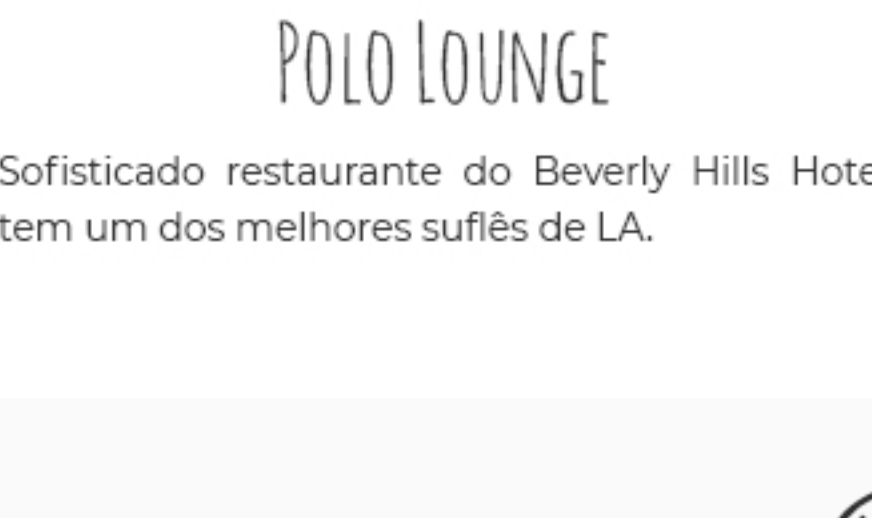 Polo Lounge
Sofisticado restaurante do Beverly Hills
tem um dos melhores suflês de LA.